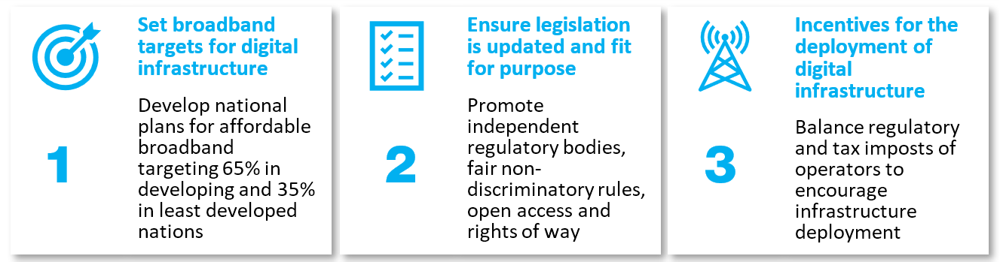 Set broadband
targets for digital
infrastructure
Develop national
plans for affordable
broadband
targeting 65% in
developing and 35%
in least developed
nations
1
Ensure legislation
is updated and fit
for purpose
Promote
independent
regulatory bodies,
fair non-
discriminatory rules,
open access and
rights of way
2
Incentives for the
deployment of
digital
infrastructure
Balance regulatory
and tax imposts of
operators to
encourage
infrastructure
deployment
3